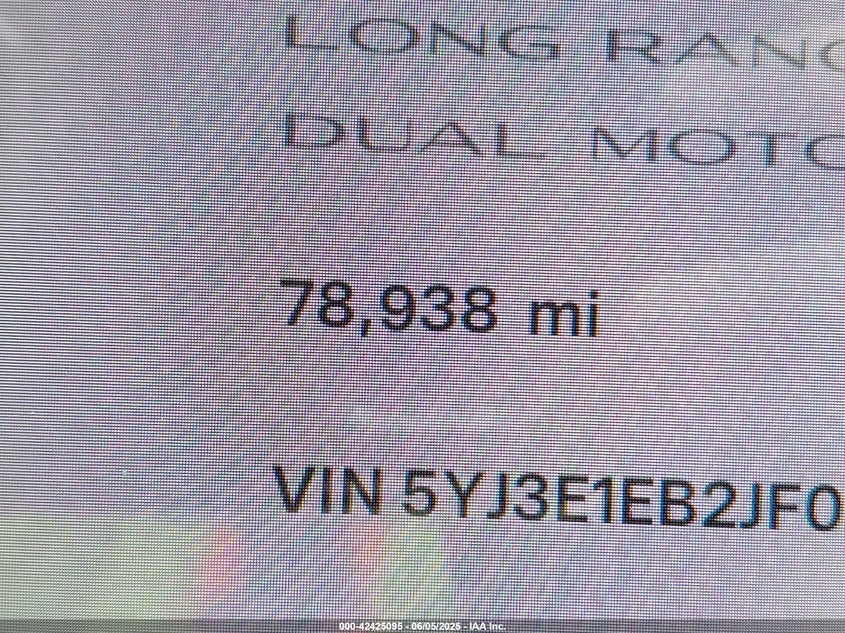 LONG RANG
DUAL MOTO
78,938 mi
VIN 5YJ3E1EB2JF0
000-42425095 - 06/05/2025 - IAA Inc.